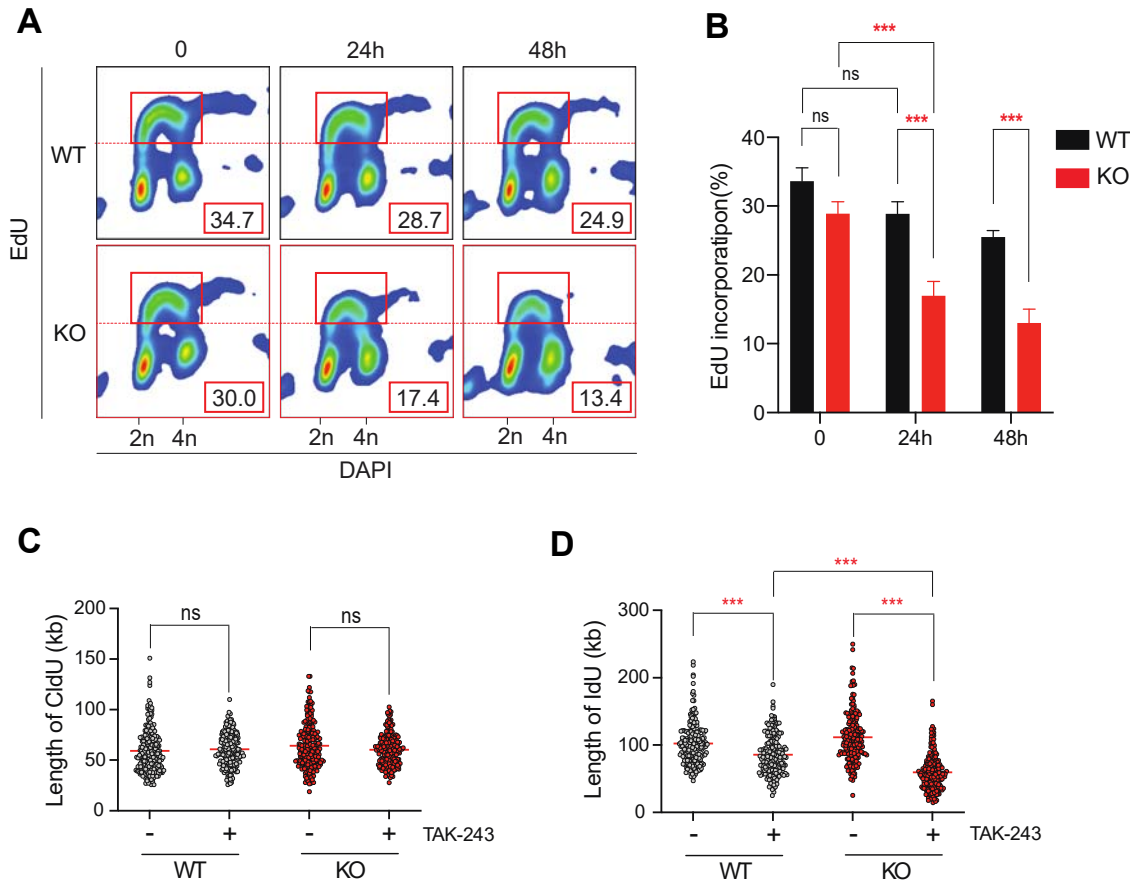 A
0 24h 48h
EdU
WT
34.7 28.7 24.9
KO
30.0 17.4 13.4
2n 4n 2n 4n 2n 4n
DAPI
B
***
ns
ns *** ***
WT
KO
EdU incorporatipn(%)
40
30
20
10
0
0 24h 48h
C
Length of CldU (kb)
200
150
100
50
0
ns ns
- + - + TAK-243
WT KO
D
***
*** ***
Length of IdU (kb)
300
200
100
0
- + - + TAK-243
WT KO